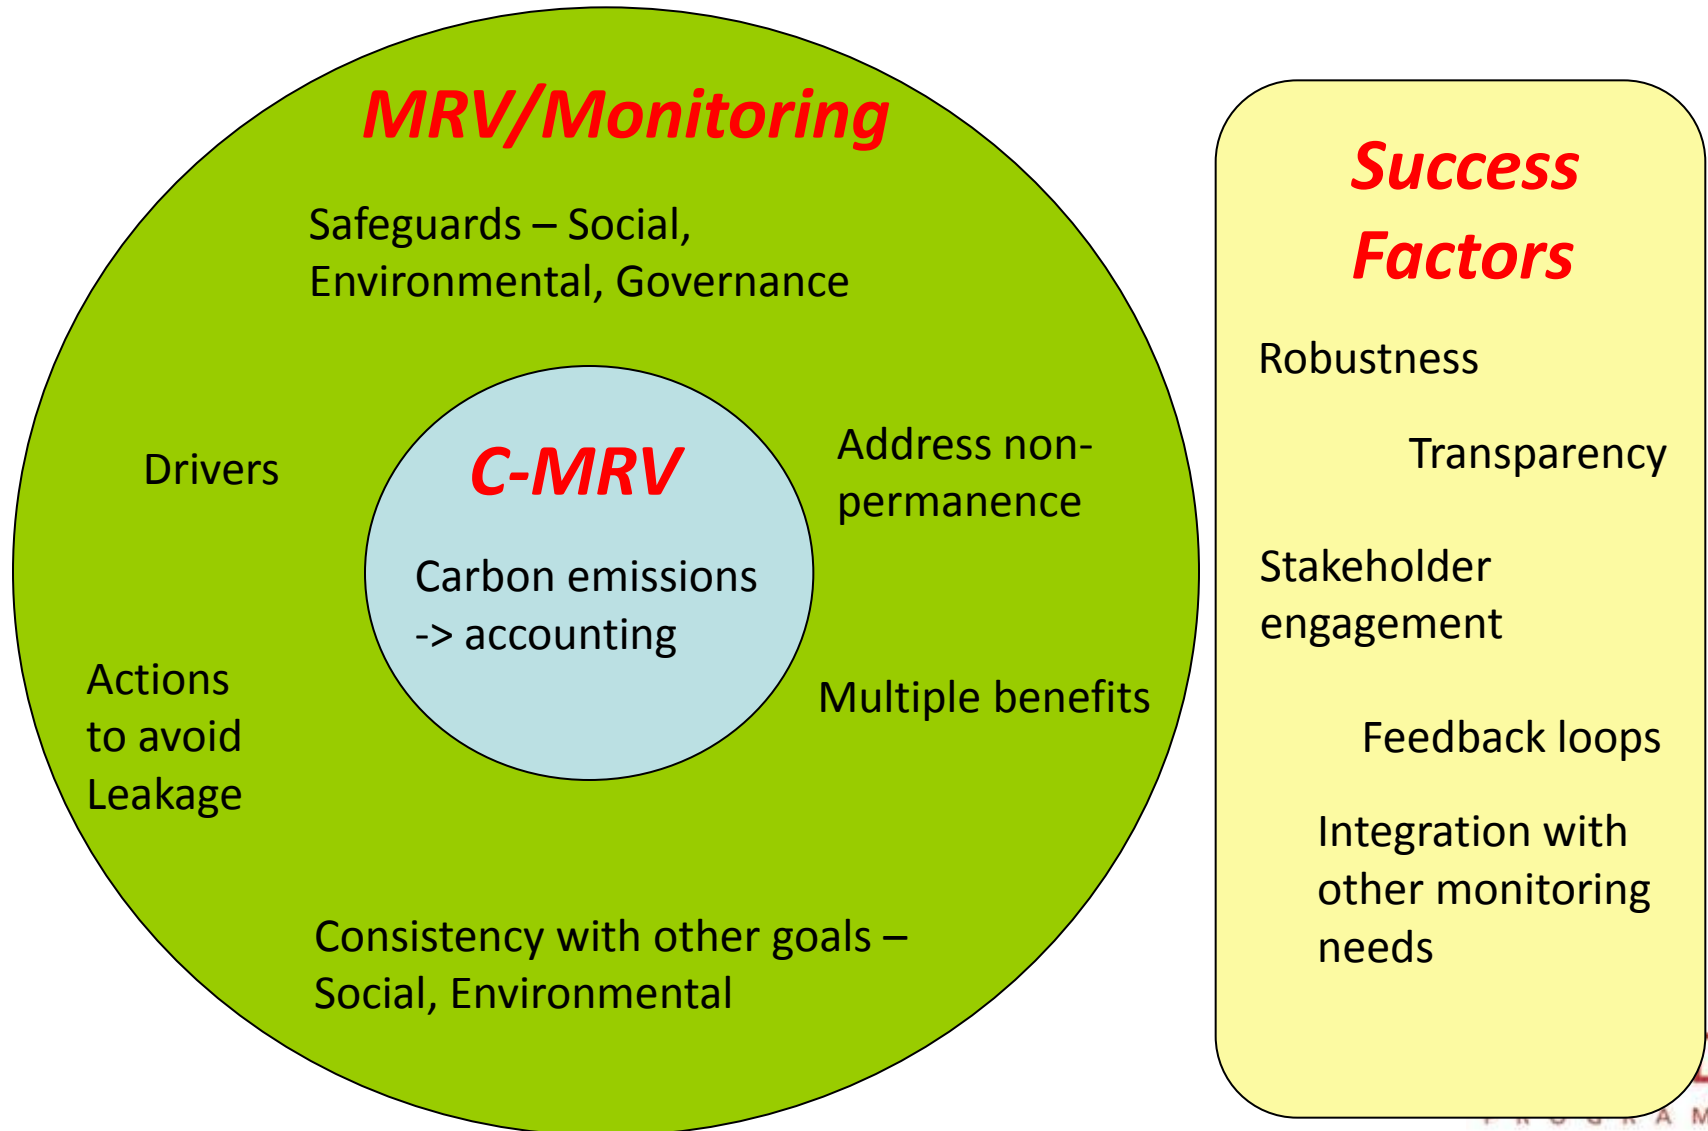 MRV/Monitoring
Safeguards – Social,
Environmental, Governance
Drivers
C-MRV
Carbon emissions
-> accounting
Address non-
permanence
Actions
to avoid
Leakage
Multiple benefits
Consistency with other goals –
Social, Environmental
Success
Factors
Robustness
Transparency
Stakeholder
engagement
Feedback loops
Integration with
other monitoring
needs